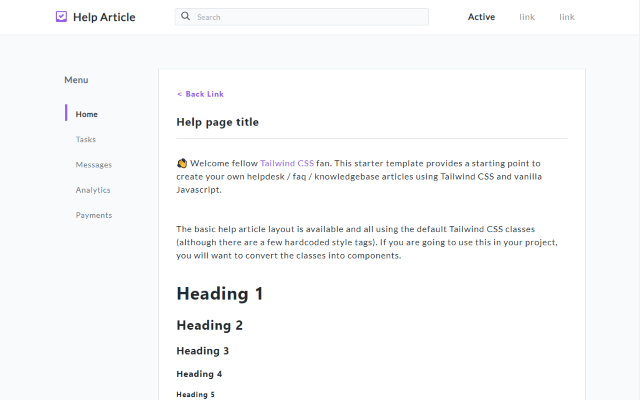 Help Article
Search
Active
link
link
Menu
Home
Tasks
Messages
Analytics
Payments
< Back Link
Help page title
👋 Welcome fellow Tailwind CSS fan. This starter template provides a starting point to
create your own helpdesk / faq / knowledgebase articles using Tailwind CSS and vanilla
Javascript.
The basic help article layout is available and all using the default Tailwind CSS classes
(although there are a few hardcoded style tags). If you are going to use this in your project,
you will want to convert the classes into components.
Heading 1
Heading 2
Heading 3
Heading 4
Heading 5